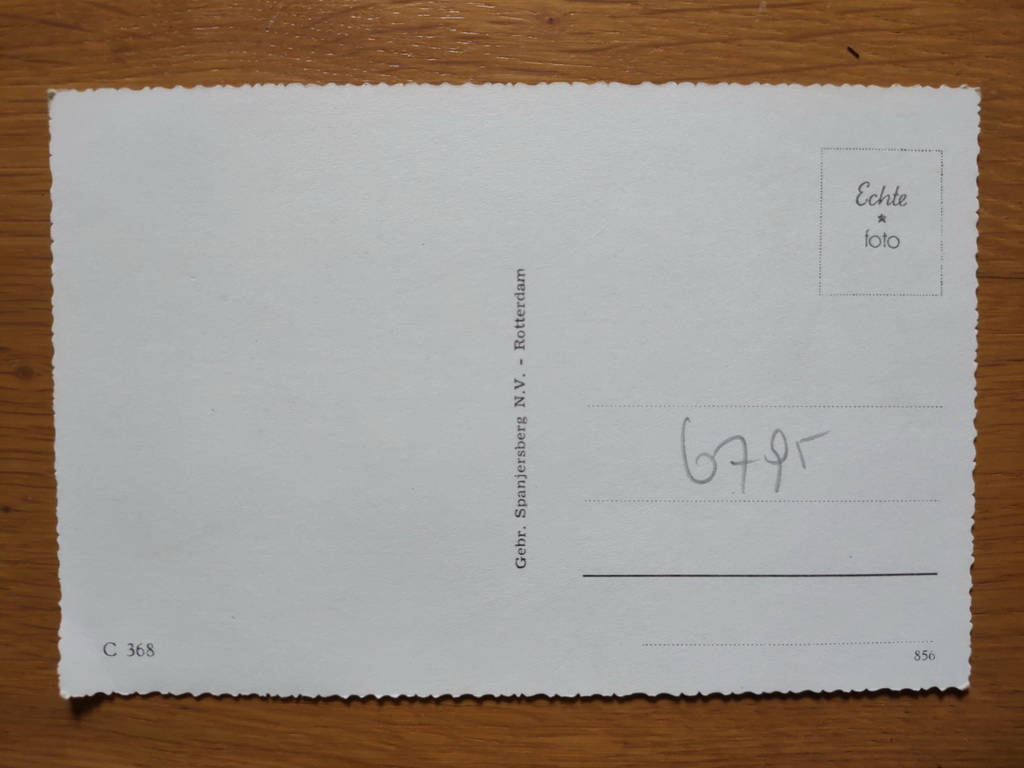 Echte
foto
Gebr. Spanjersberg N.V. - Rotterdam
6795
C 368
856